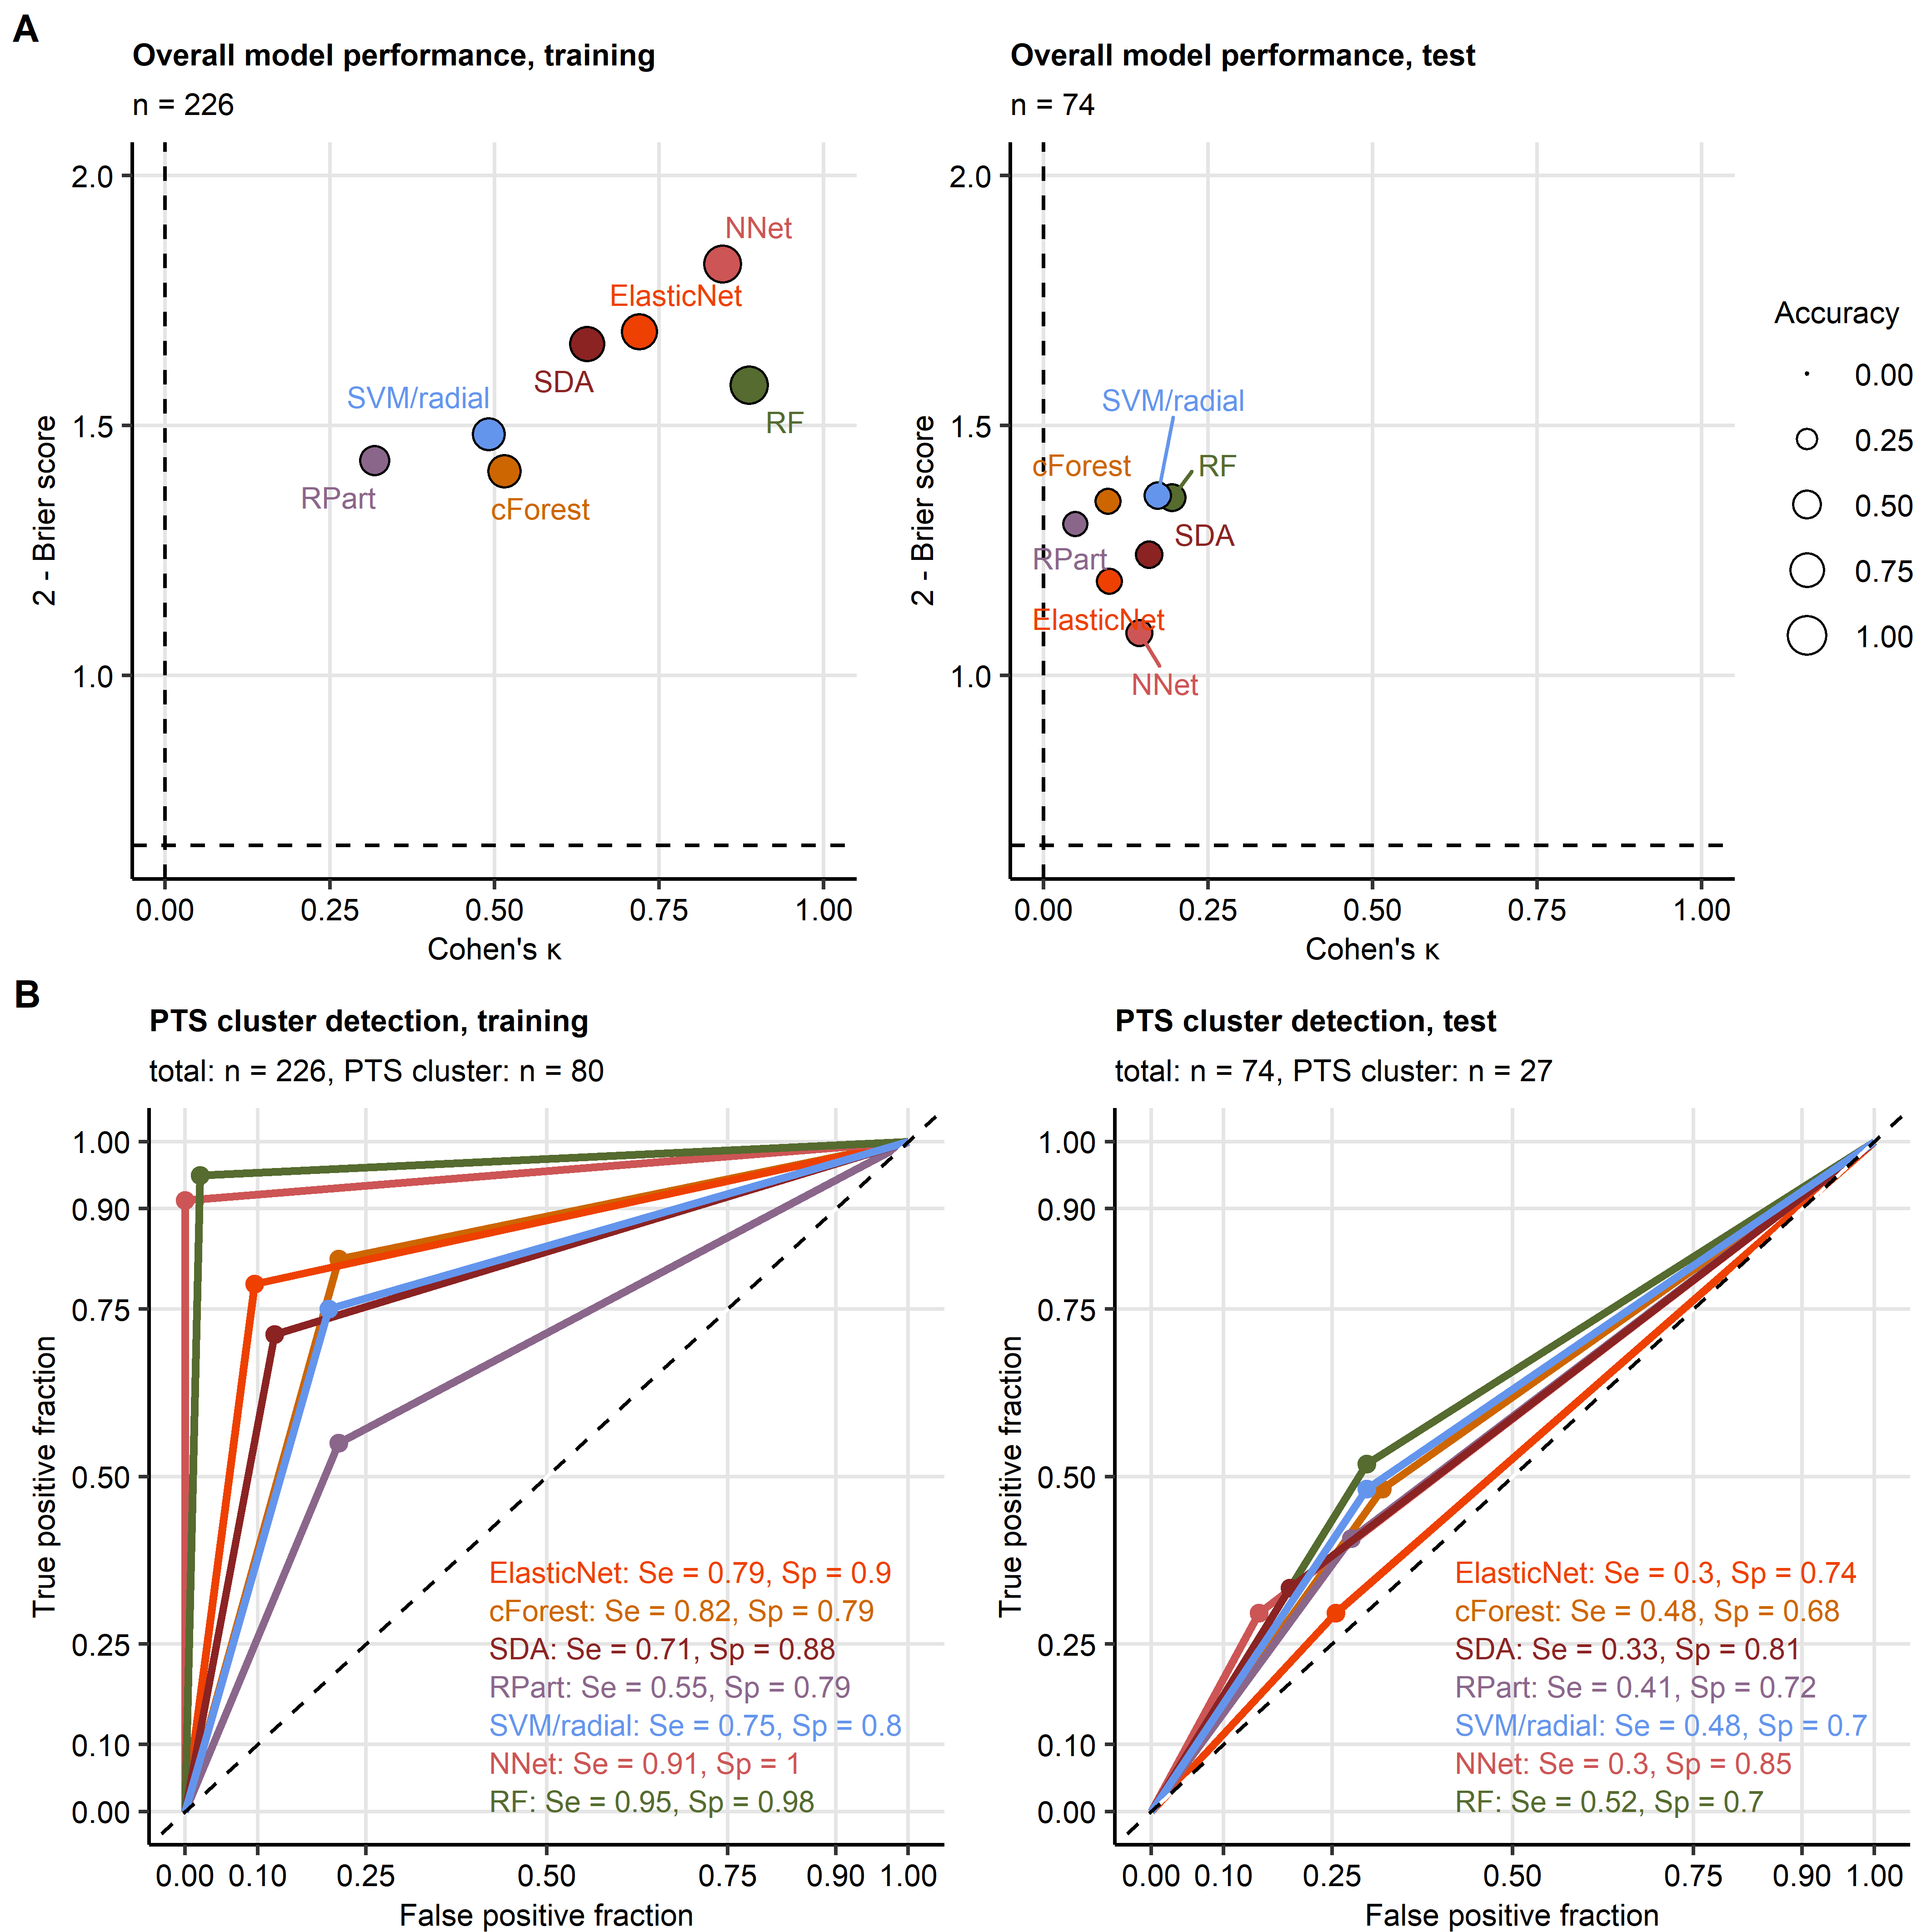 A
Overall model performance, training
n = 226
2.0
1.5
1.0
2 - Brier score
NNet
ElasticNet
SDA
RF
SVM/radial
RPart
cForest
0.00 0.25 0.50 0.75 1.00
Cohen's κ
Overall model performance, test
n = 74
2.0
1.5
1.0
2 - Brier score
SVM/radial
cForest
RF
SDA
RPart
ElasticNet
NNet
0.00 0.25 0.50 0.75 1.00
Cohen's κ
Accuracy
0.00
0.25
0.50
0.75
1.00
B
PTS cluster detection, training
total: n = 226, PTS cluster: n = 80
1.00
0.90
0.75
0.50
0.25
0.10
0.00
True positive fraction
ElasticNet: Se = 0.79, Sp = 0.9
cForest: Se = 0.82, Sp = 0.79
SDA: Se = 0.71, Sp = 0.88
RPart: Se = 0.55, Sp = 0.79
SVM/radial: Se = 0.75, Sp = 0.8
NNet: Se = 0.91, Sp = 1
RF: Se = 0.95, Sp = 0.98
0.00 0.10 0.25 0.50 0.75 0.90 1.00
False positive fraction
PTS cluster detection, test
total: n = 74, PTS cluster: n = 27
1.00
0.90
0.75
0.50
0.25
0.10
0.00
True positive fraction
ElasticNet: Se = 0.3, Sp = 0.74
cForest: Se = 0.48, Sp = 0.68
SDA: Se = 0.33, Sp = 0.81
RPart: Se = 0.41, Sp = 0.72
SVM/radial: Se = 0.48, Sp = 0.7
NNet: Se = 0.3, Sp = 0.85
RF: Se = 0.52, Sp = 0.7
0.00 0.10 0.25 0.50 0.75 0.90 1.00
False positive fraction